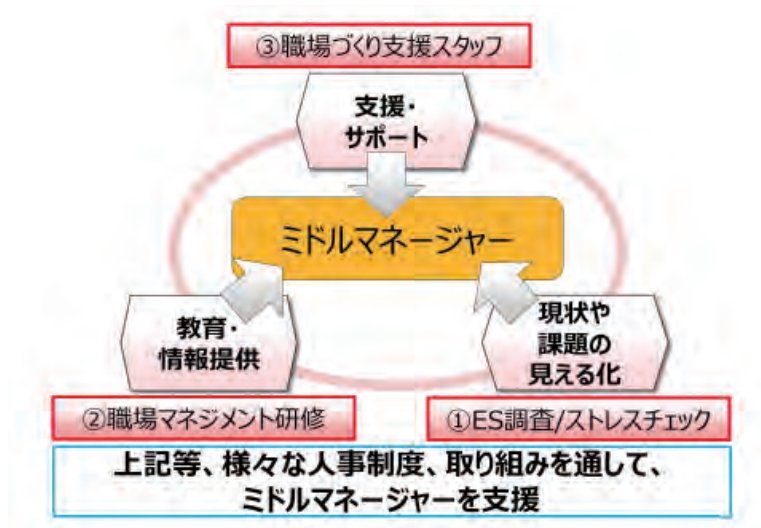 ③職場づくり支援スタッフ
支援・
サポート
ミドルマネージャー
教育・
情報提供
現状や
課題の
見える化
②職場マネジメント研修
①ES調査/ストレスチェック
上記等、様々な人事制度、取り組みを通して、
ミドルマネージャーを支援